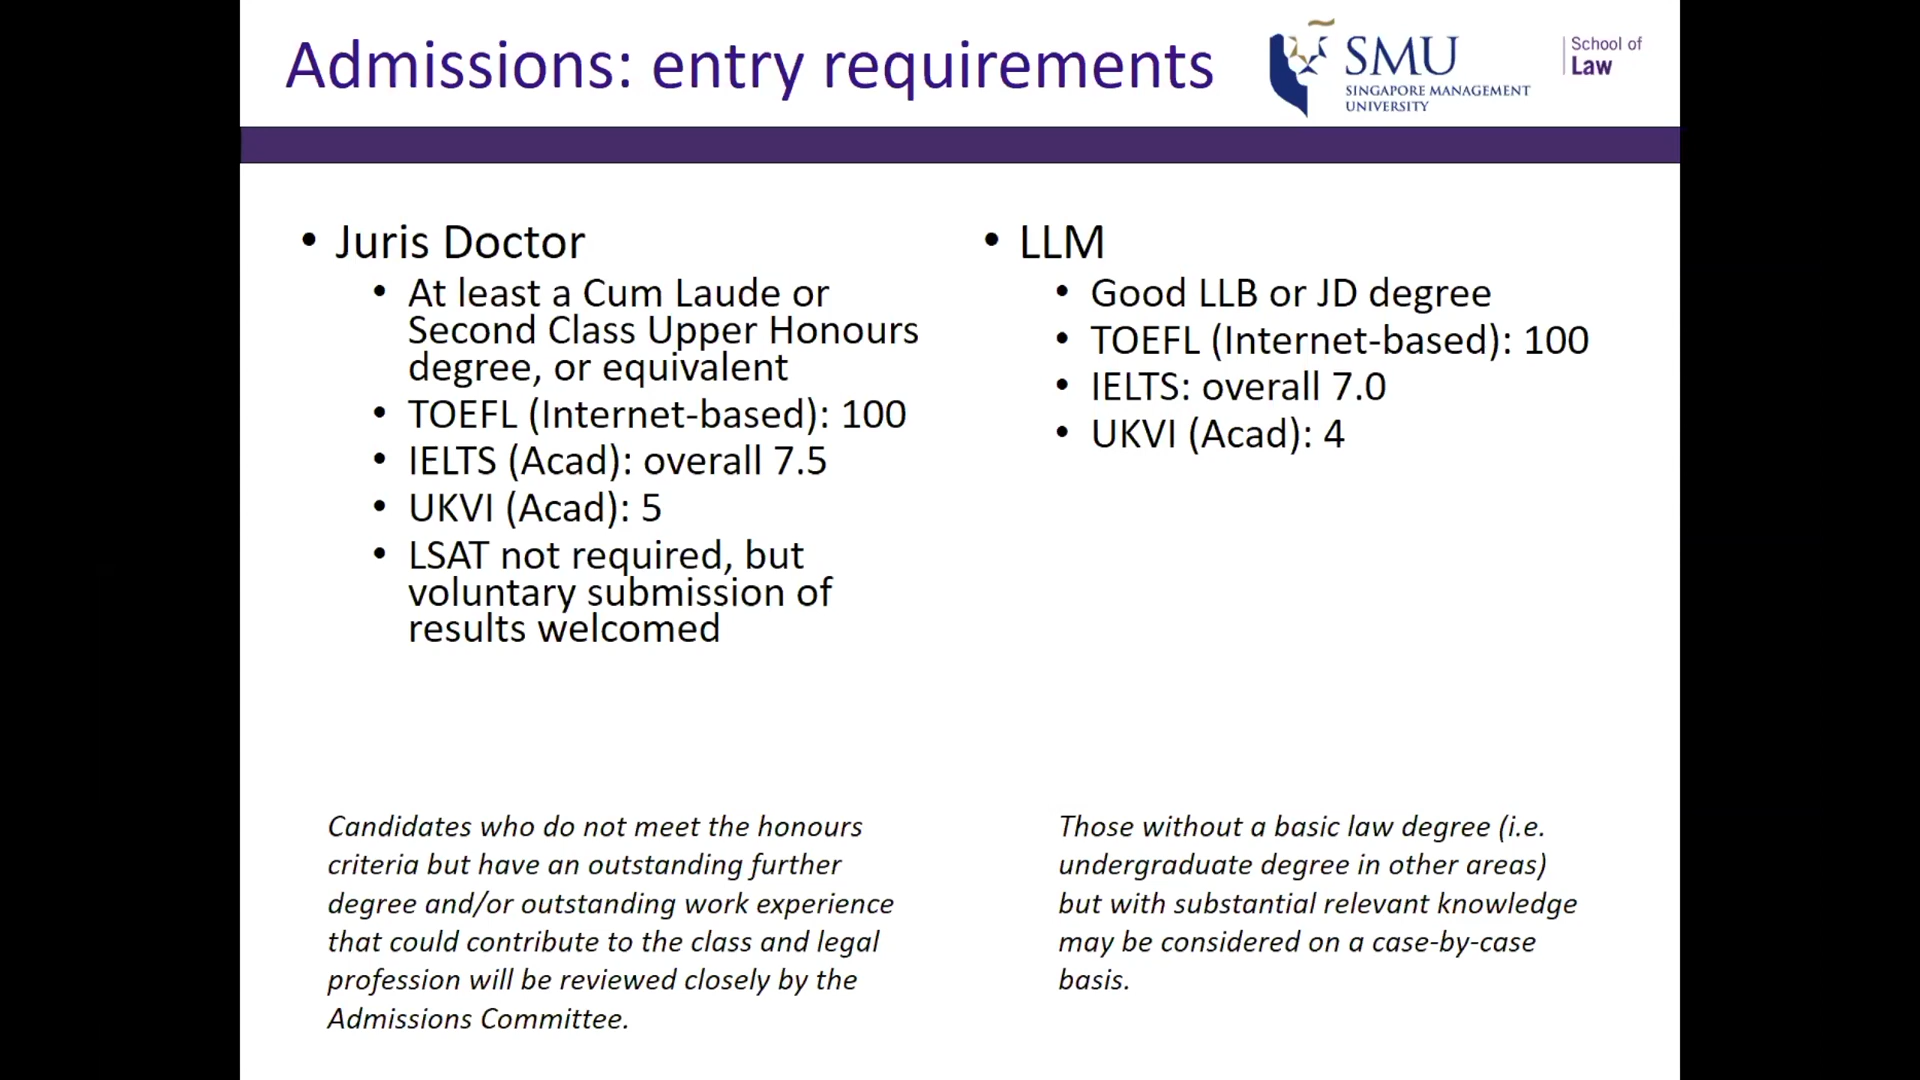 Admissions: entry requirements
SMU
SINGAPORE MANAGEMENT
UNIVERSITY
School of
Law
• Juris Doctor
• At least a Cum Laude or
Second Class Upper Honours
degree, or equivalent
• TOEFL (Internet-based): 100
• IELTS (Acad): overall 7.5
• UKVI (Acad): 5
• LSAT not required, but
voluntary submission of
results welcomed
Candidates who do not meet the honours
criteria but have an outstanding further
degree and/or outstanding work experience
that could contribute to the class and legal
profession will be reviewed closely by the
Admissions Committee.
• LLM
• Good LLB or JD degree
• TOEFL (Internet-based): 100
• IELTS: overall 7.0
• UKVI (Acad): 4
Those without a basic law degree (i.e.
undergraduate degree in other areas)
but with substantial relevant knowledge
may be considered on a case-by-case
basis.